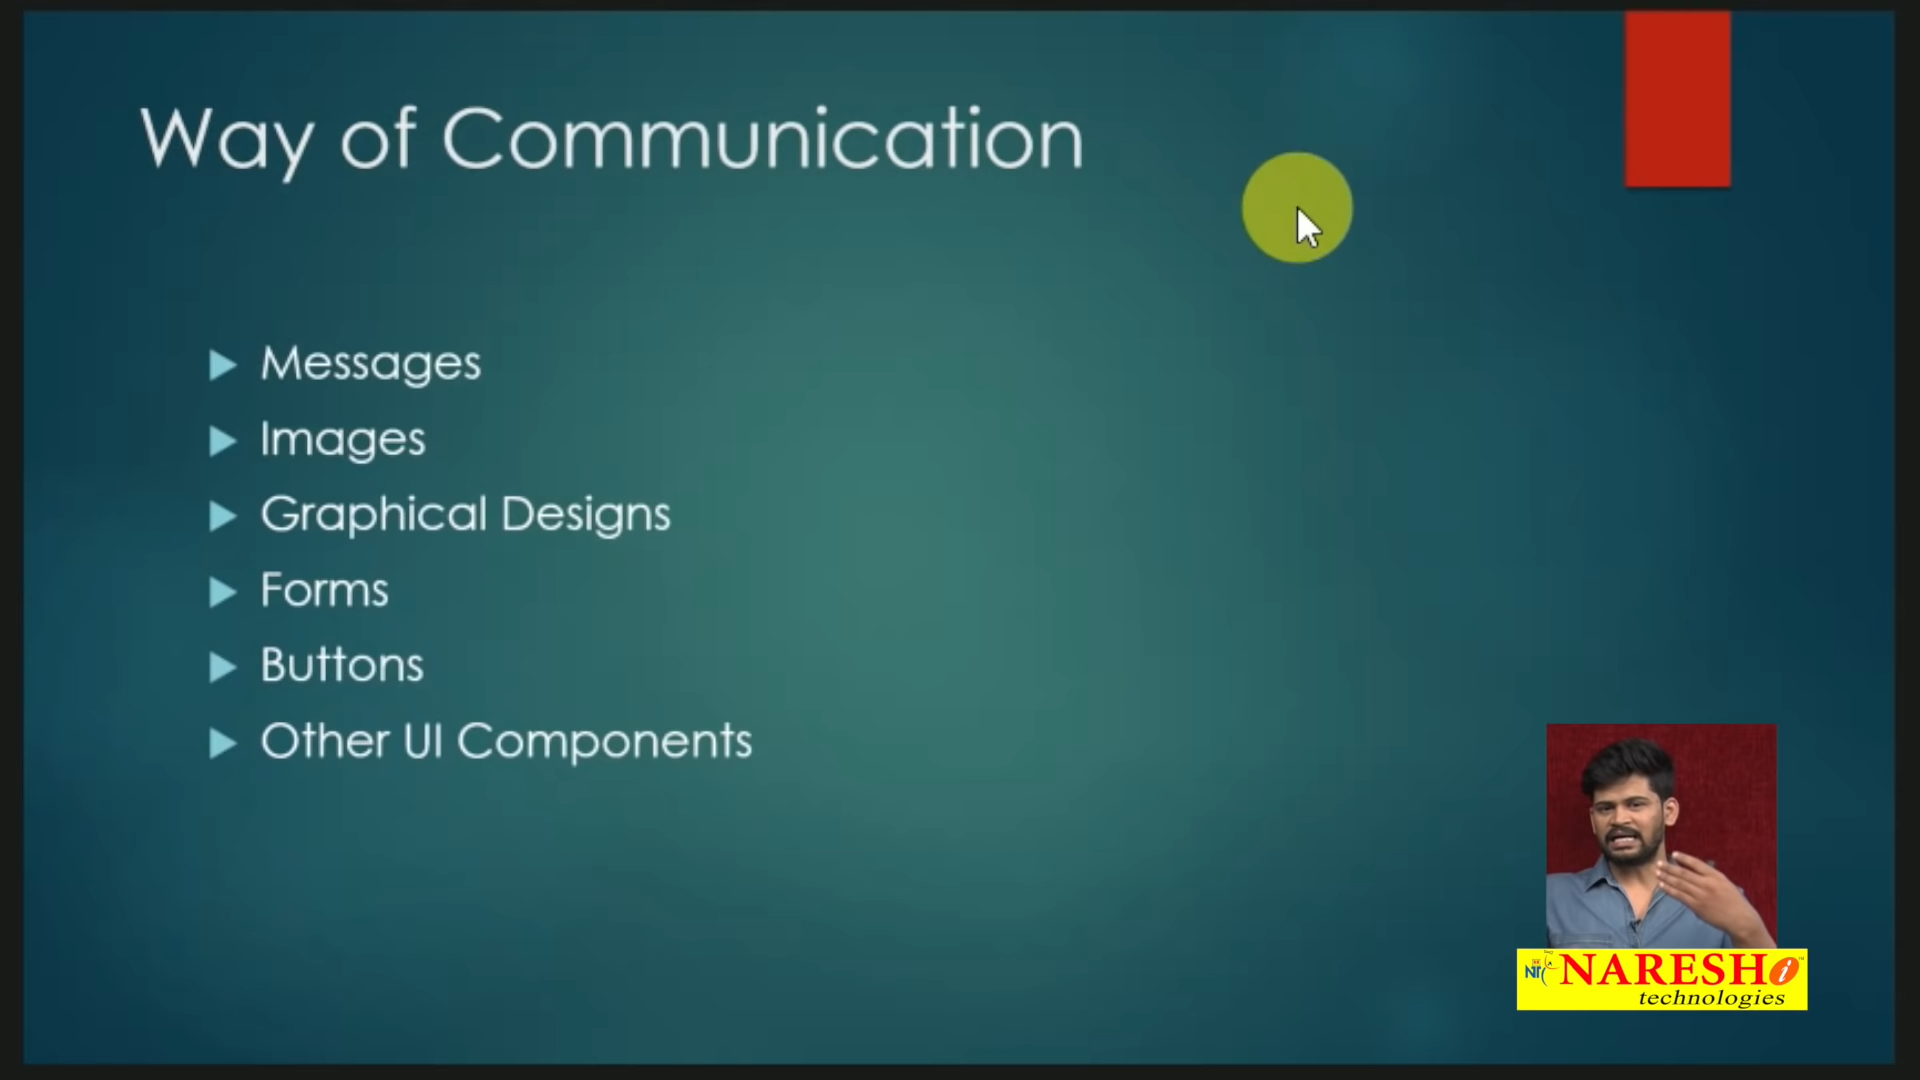 Way of Communication
Messages
Images
Graphical Designs
Forms
Buttons
Other UI Components
NARESH i
technologies